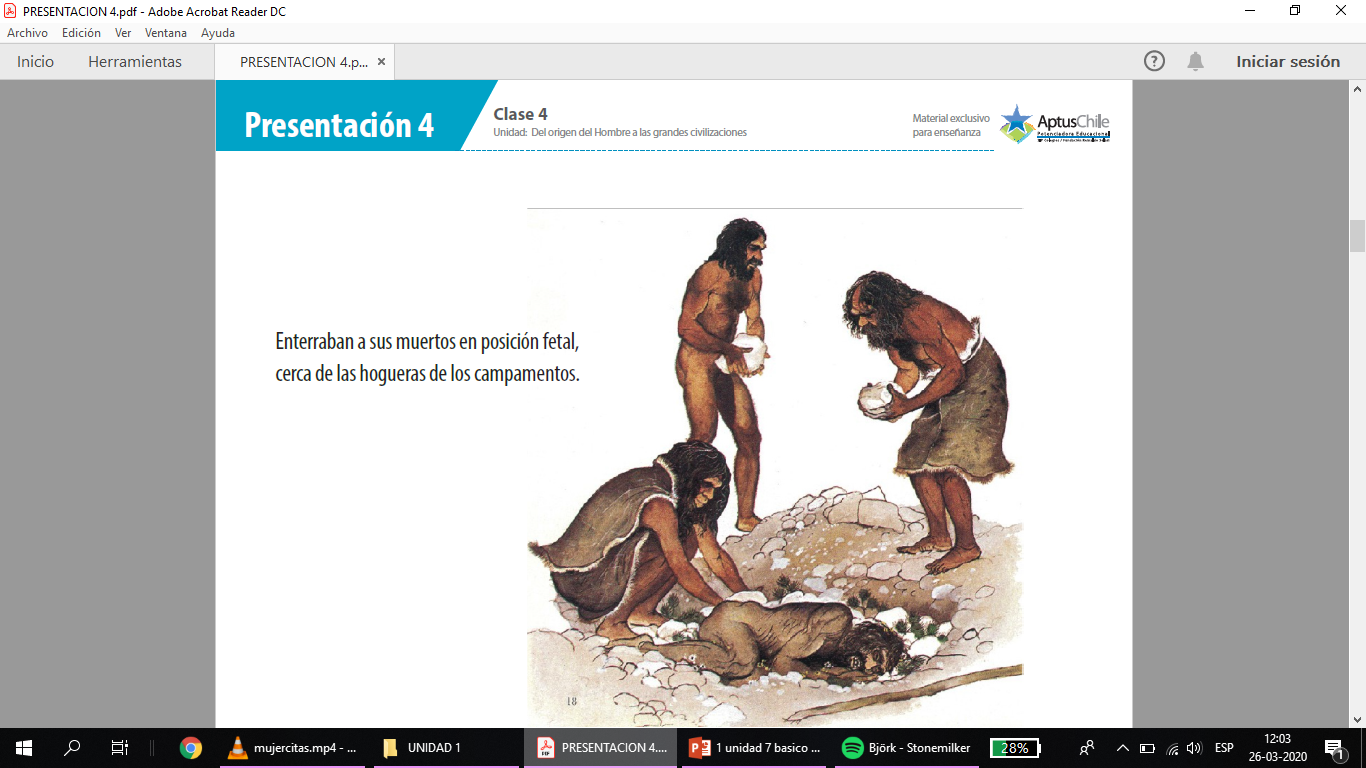 PRESENTACION 4.pdf - Adobe Acrobat Reader DC
Archivo Edición Ver Ventana Ayuda
Inicio Herramientas PRESENTACION 4.p... × ? Iniciar sesión
Presentación 4
Clase 4
Unidad: Del origen del Hombre a las grandes civilizaciones
Material exclusivo
para enseñanza
AptusChile
Potenciadora Educacional
Enterraban a sus muertos en posición fetal,
cerca de las hogueras de los campamentos.
18
mujercitas.mp4 - ... UNIDAD 1 PRESENTACION 4.... 1 unidad 7 basico ... Björk - Stonemilker 28% ESP 12:03
26-03-2020 1